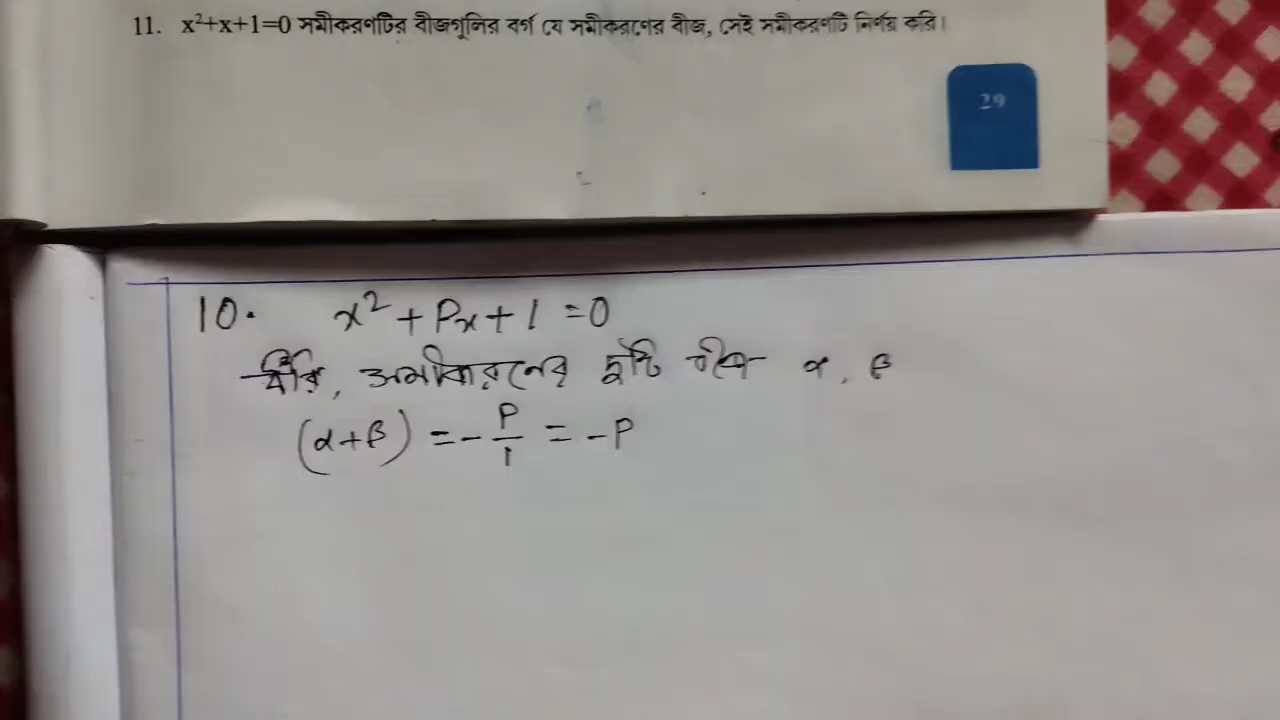 11. x²+x+1=0 সমীকরণটির বীজগুলির বর্গ যে সমীকরণের বীজ, সেই সমীকরণটি নির্ণয় করি।
29
10. x² + Px + 1 = 0
ধরি, সমীকরনের দুটি বীজ α, β
(α+β) = - P/1 = -P